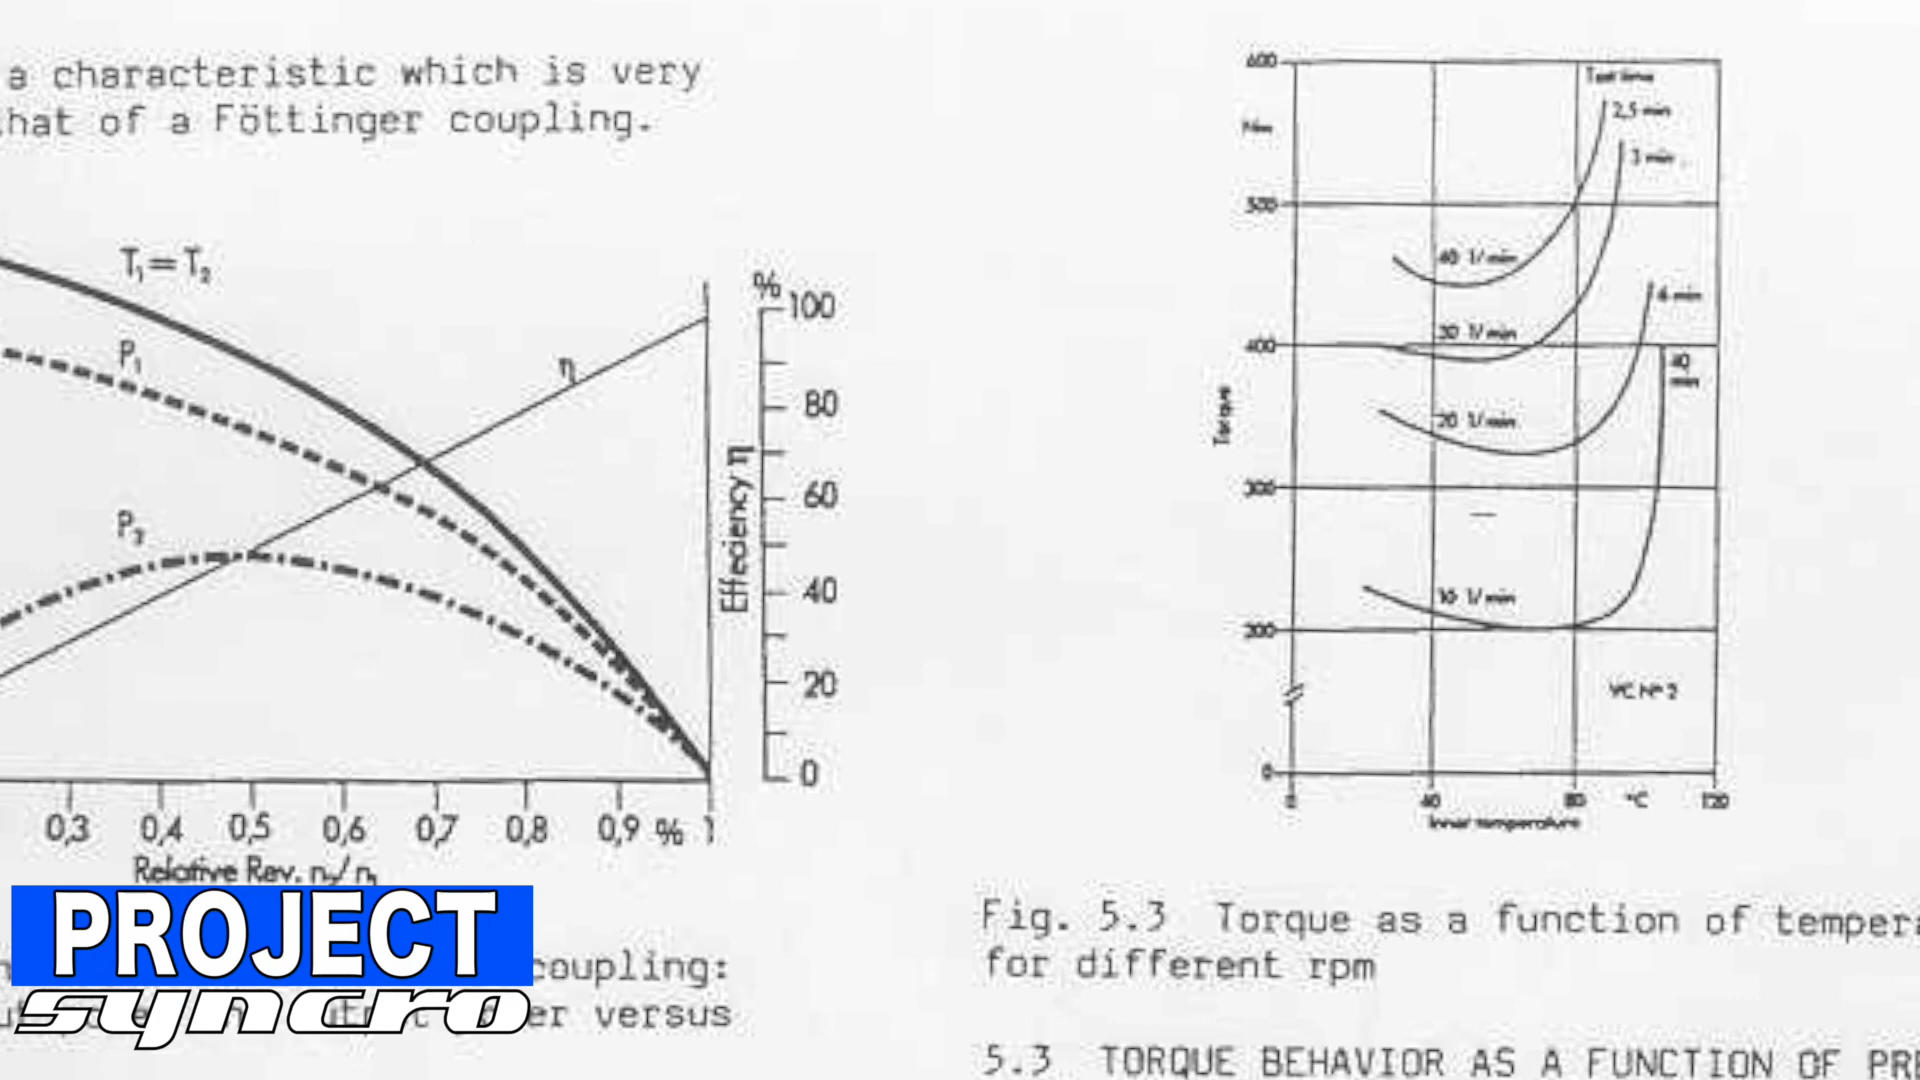 a characteristic which is very
hat of a Föttinger coupling.
T₁=T₂
P₁
P₂
η
%
100
80
60
40
20
0
Effeciency η
0,3 0,4 0,5 0,6 0,7 0,8 0,9 % 1
Relative Rev. n₂/n₁
PROJECT
syncro
coupling:
er versus
600
Nm
500
400
300
200
0
Torque
Test time
2,5 min
3 min
6 min
40
min
40 1/min
30 1/min
20 1/min
10 1/min
VC Nº 2
0 40 80 °C 120
Inner temperature
Fig. 5.3 Torque as a function of tempera
for different rpm
5.3 TORQUE BEHAVIOR AS A FUNCTION OF PRE